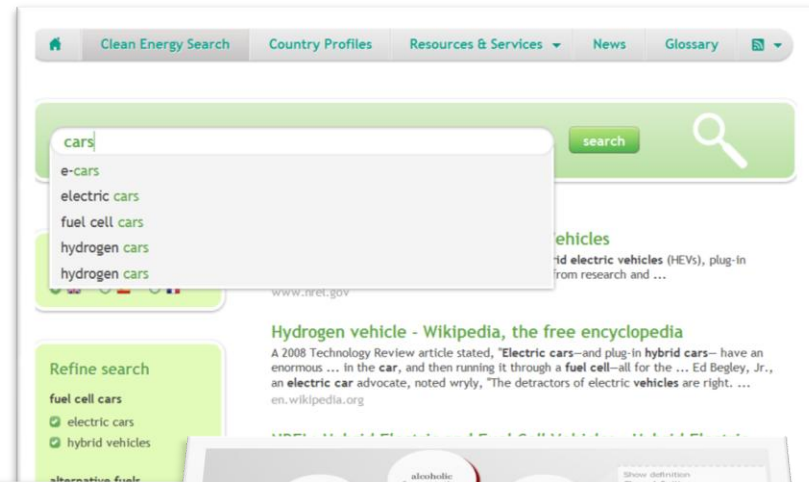 Clean Energy Search Country Profiles Resources & Services News Glossary
cars
search
e-cars
electric cars
fuel cell cars
hydrogen cars
hydrogen cars
ehicles
id electric vehicles (HEVs), plug-in
from research and ...
www.nrel.gov
Hydrogen vehicle - Wikipedia, the free encyclopedia
A 2008 Technology Review article stated, "Electric cars—and plug-in hybrid cars— have an
enormous ... in the car, and then running it through a fuel cell—all for the ... Ed Begley, Jr.,
an electric car advocate, noted wryly, "The detractors of electric vehicles are right. ...
en.wikipedia.org
Refine search
fuel cell cars
electric cars
hybrid vehicles
alternative fuels
alcoholic
Show definition